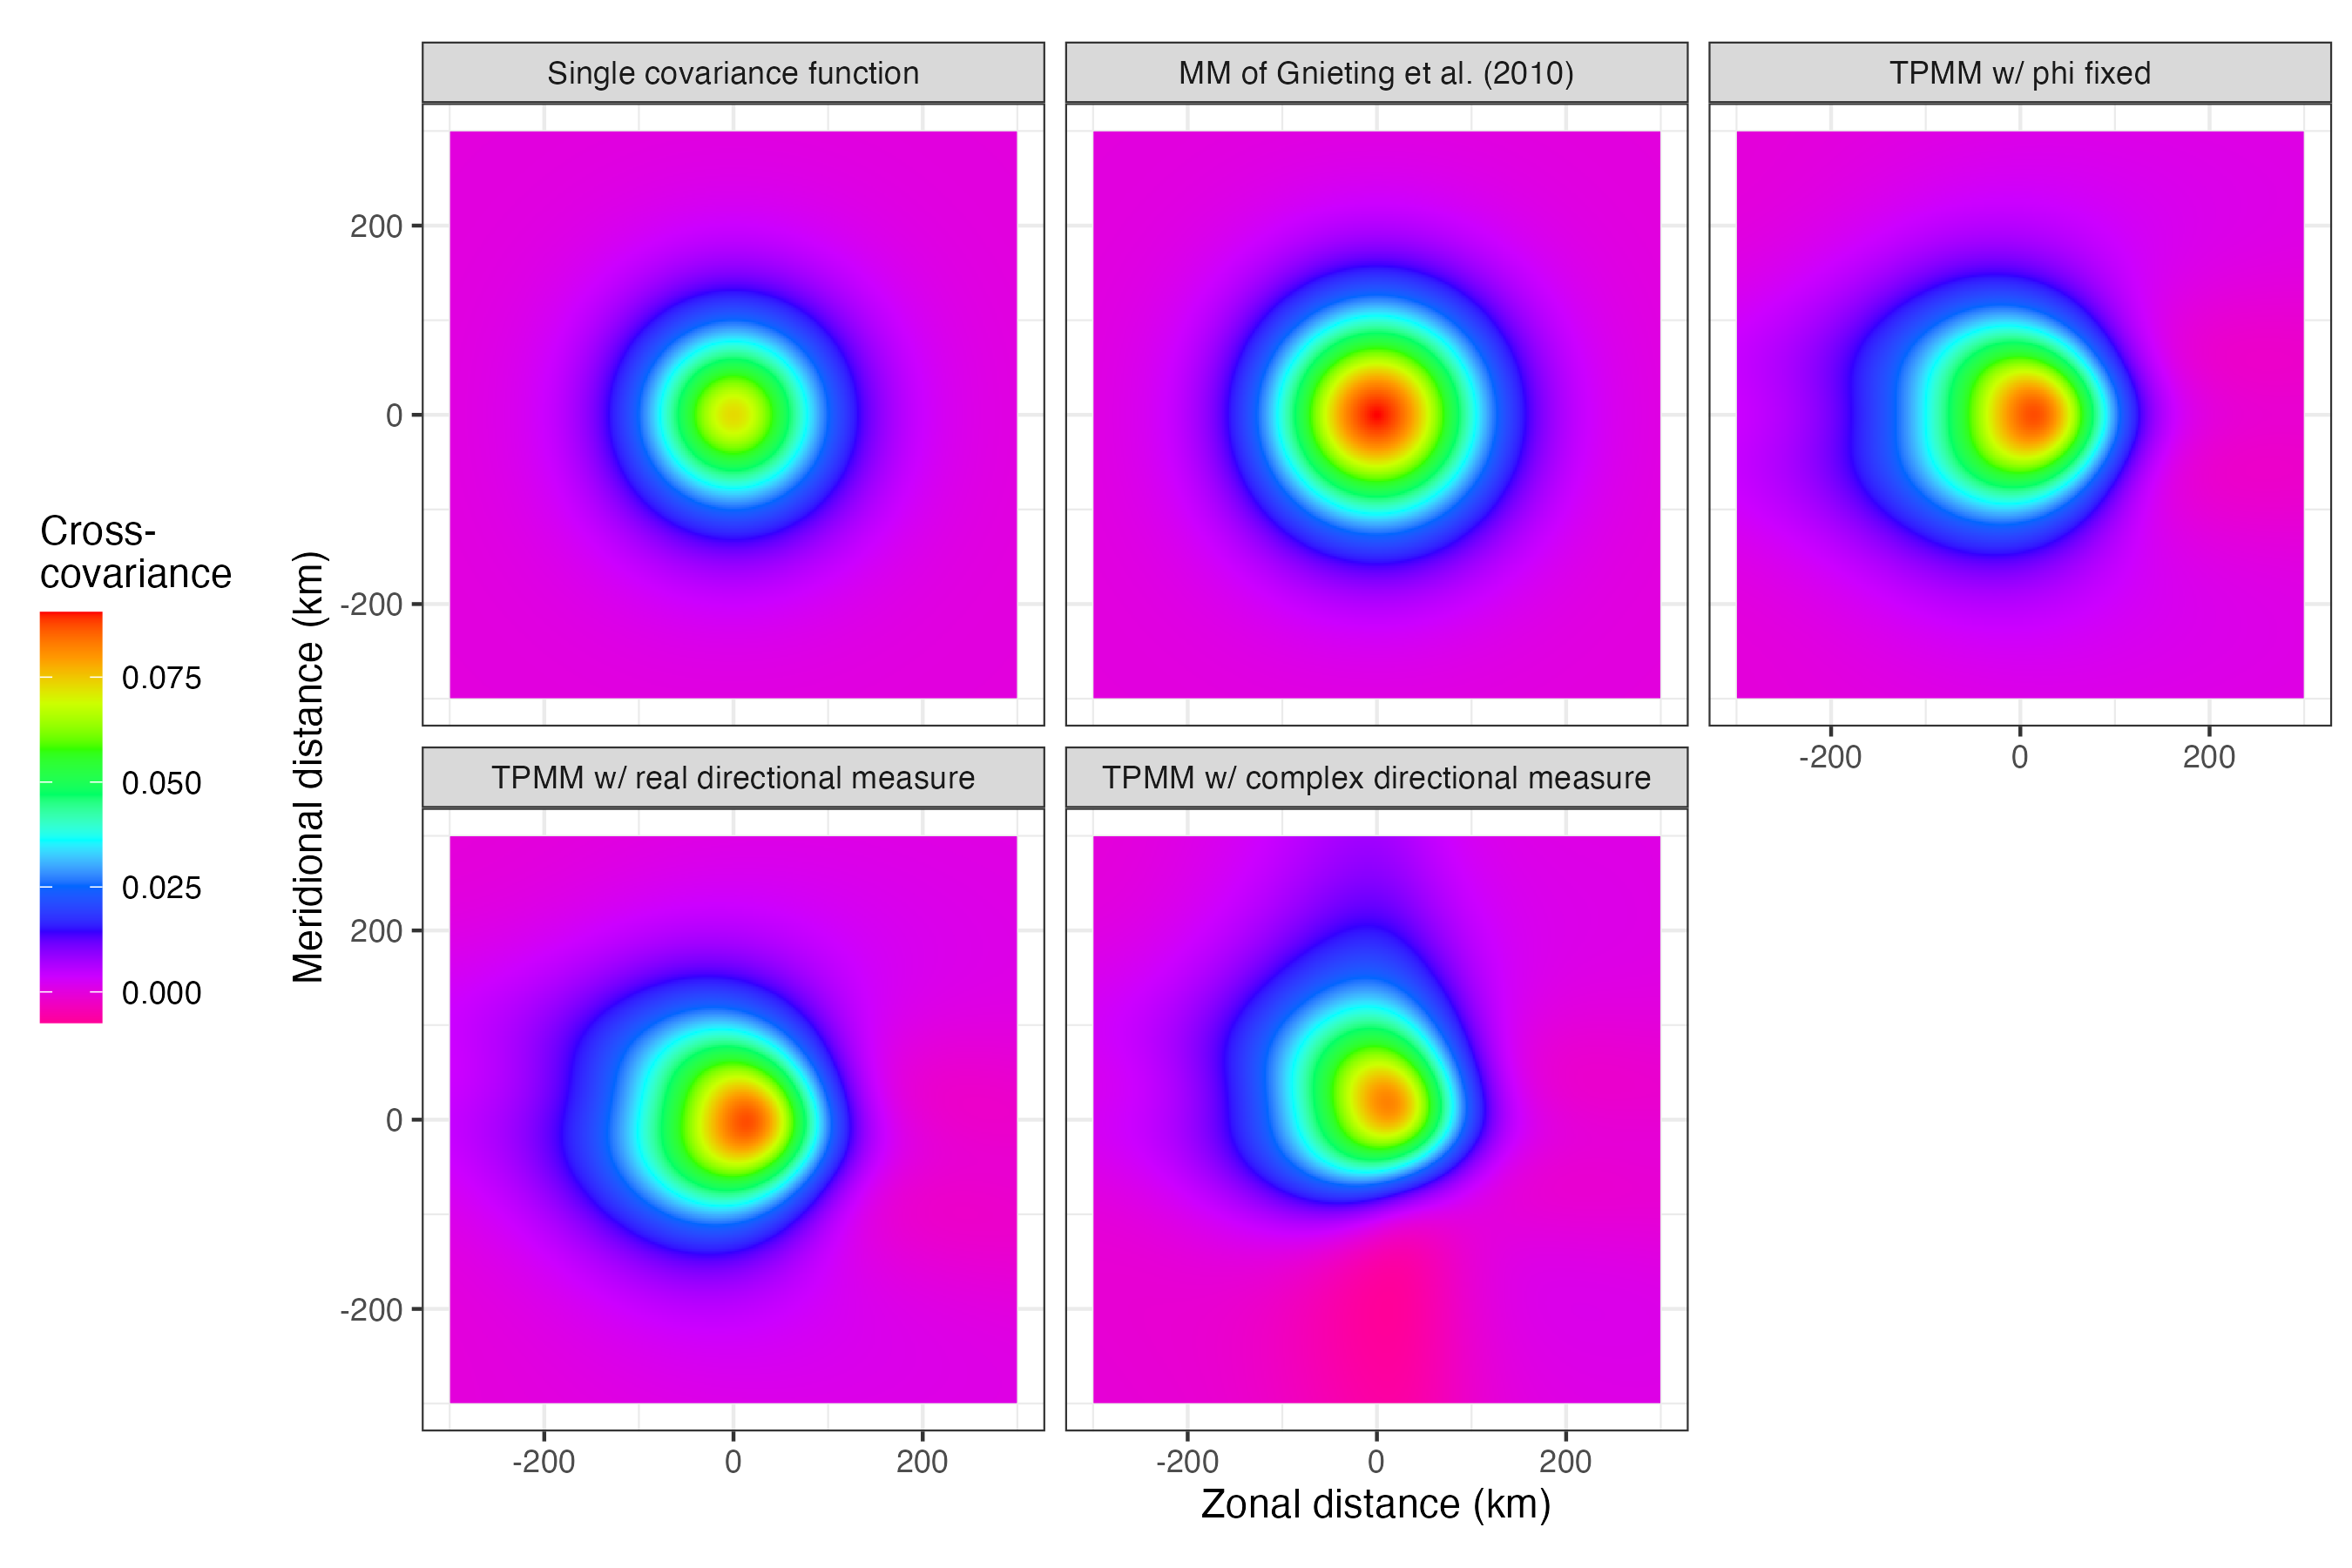 Single covariance function
MM of Gnieting et al. (2010)
TPMM w/ phi fixed
200
0
-200
-200 0 200
Cross-
covariance
0.075
0.050
0.025
0.000
Meridional distance (km)
TPMM w/ real directional measure
TPMM w/ complex directional measure
200
0
-200
-200 0 200
-200 0 200
Zonal distance (km)